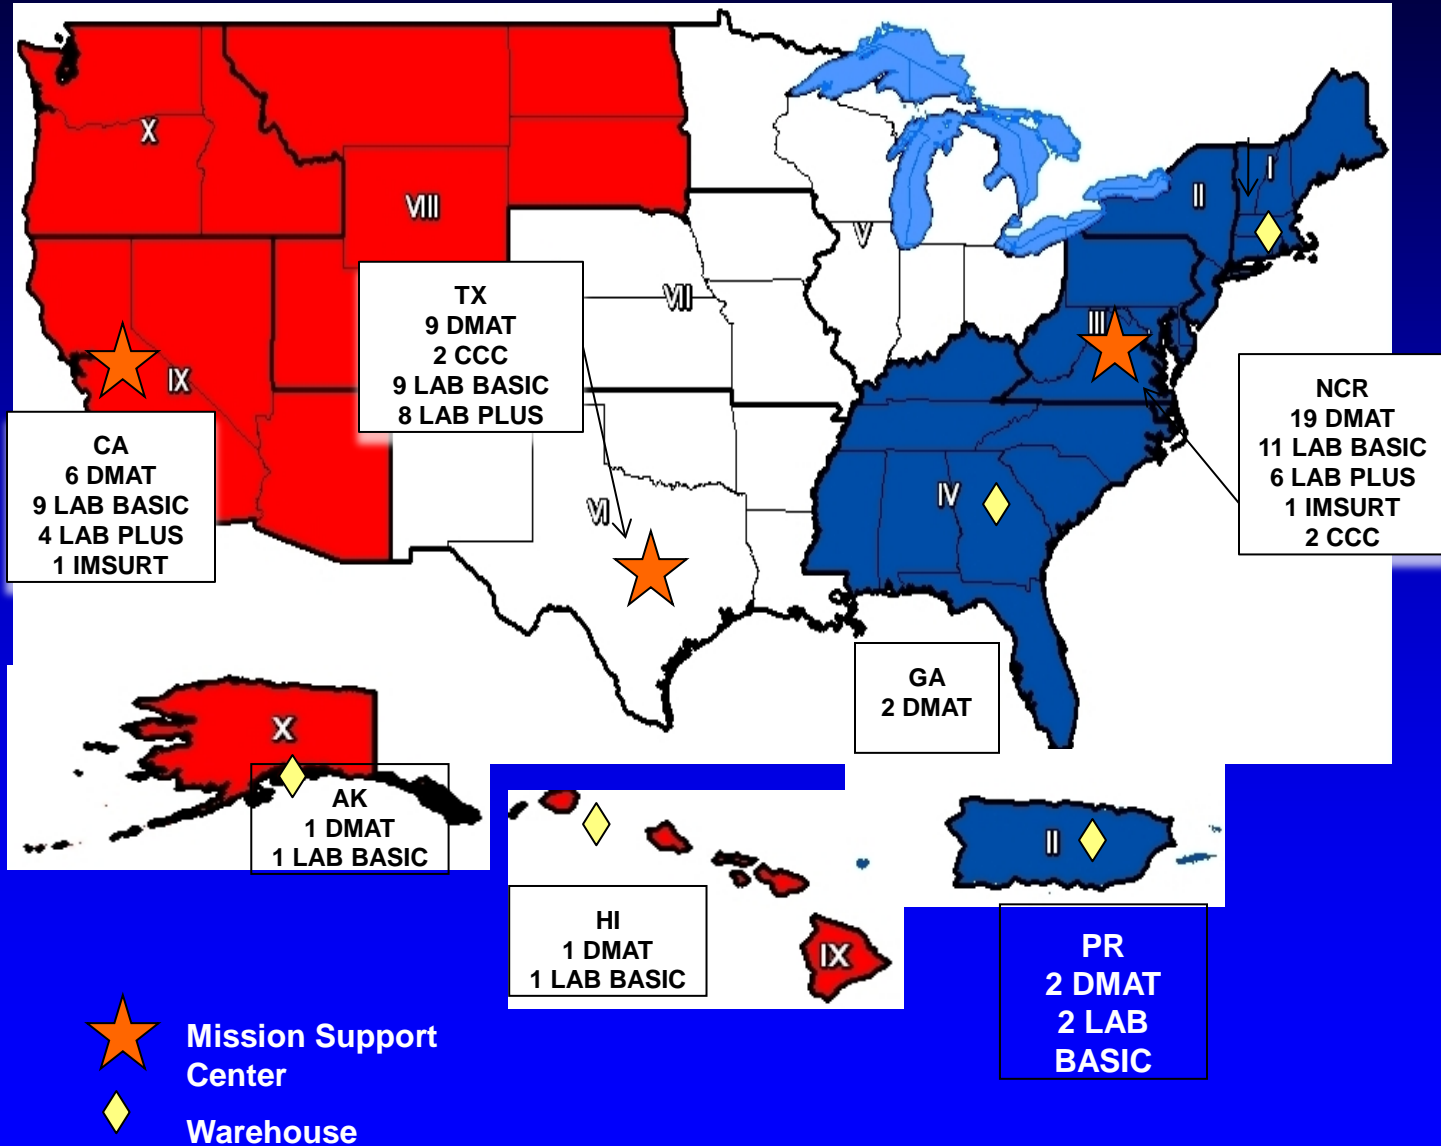 X
VIII
I
II
V
VII
III
IX
IV
VI
TX
9 DMAT
2 CCC
9 LAB BASIC
8 LAB PLUS
NCR
19 DMAT
11 LAB BASIC
6 LAB PLUS
1 IMSURT
2 CCC
CA
6 DMAT
9 LAB BASIC
4 LAB PLUS
1 IMSURT
GA
2 DMAT
X
AK
1 DMAT
1 LAB BASIC
HI
1 DMAT
1 LAB BASIC
IX
II
PR
2 DMAT
2 LAB
BASIC
Mission Support
Center
Warehouse